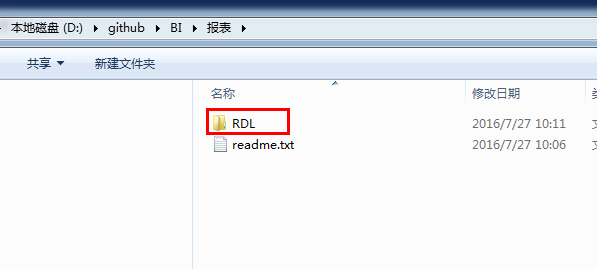 本地磁盘 (D:) ▸ github ▸ BI ▸ 报表 ▸
共享 ▾ 新建文件夹
名称 修改日期
RDL 2016/7/27 10:11
readme.txt 2016/7/27 10:06